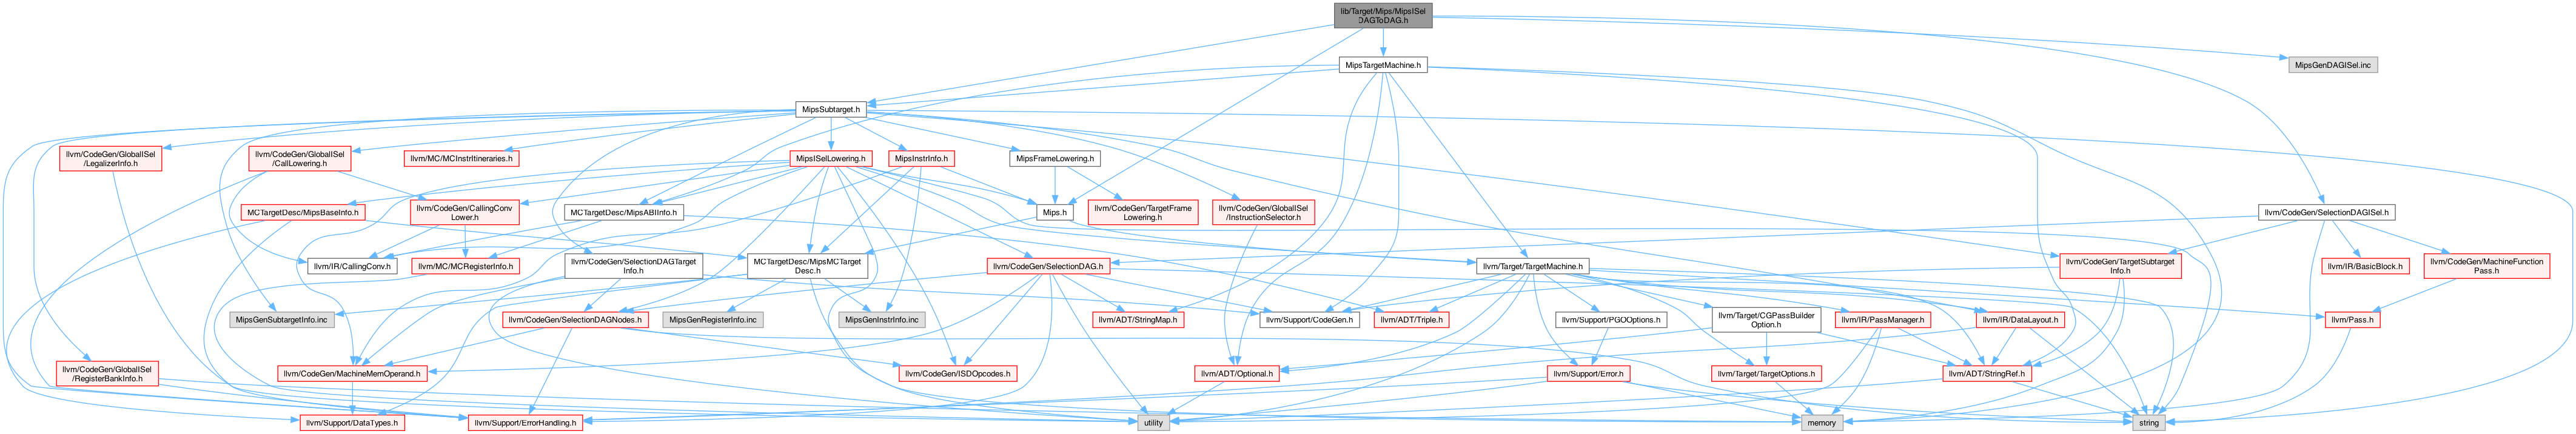 lib/Target/Mips/MipsISel
DAGToDAG.h
MipsTargetMachine.h
MipsGenDAGISel.inc
MipsSubtarget.h
llvm/CodeGen/GlobalISel
/LegalizerInfo.h
llvm/CodeGen/GlobalISel
/CallLowering.h
llvm/MC/MCInstrItineraries.h
MipsISelLowering.h
MipsInstrInfo.h
MipsFrameLowering.h
MCTargetDesc/MipsBaseInfo.h
llvm/CodeGen/CallingConv
Lower.h
MCTargetDesc/MipsABIInfo.h
Mips.h
llvm/CodeGen/TargetFrame
Lowering.h
llvm/CodeGen/GlobalISel
/InstructionSelector.h
llvm/CodeGen/SelectionDAGISel.h
llvm/IR/CallingConv.h
llvm/MC/MCRegisterInfo.h
llvm/CodeGen/SelectionDAGTarget
Info.h
MCTargetDesc/MipsMCTarget
Desc.h
llvm/CodeGen/SelectionDAG.h
llvm/Target/TargetMachine.h
llvm/CodeGen/TargetSubtarget
Info.h
llvm/IR/BasicBlock.h
llvm/CodeGen/MachineFunction
Pass.h
MipsGenSubtargetInfo.inc
llvm/CodeGen/SelectionDAGNodes.h
MipsGenRegisterInfo.inc
MipsGenInstrInfo.inc
llvm/ADT/StringMap.h
llvm/Support/CodeGen.h
llvm/ADT/Triple.h
llvm/Support/PGOOptions.h
llvm/Target/CGPassBuilder
Option.h
llvm/IR/PassManager.h
llvm/IR/DataLayout.h
llvm/Pass.h
llvm/CodeGen/GlobalISel
/RegisterBankInfo.h
llvm/CodeGen/MachineMemOperand.h
llvm/CodeGen/ISDOpcodes.h
llvm/ADT/Optional.h
llvm/Support/Error.h
llvm/Target/TargetOptions.h
llvm/ADT/StringRef.h
llvm/Support/DataTypes.h
llvm/Support/ErrorHandling.h
utility
memory
string